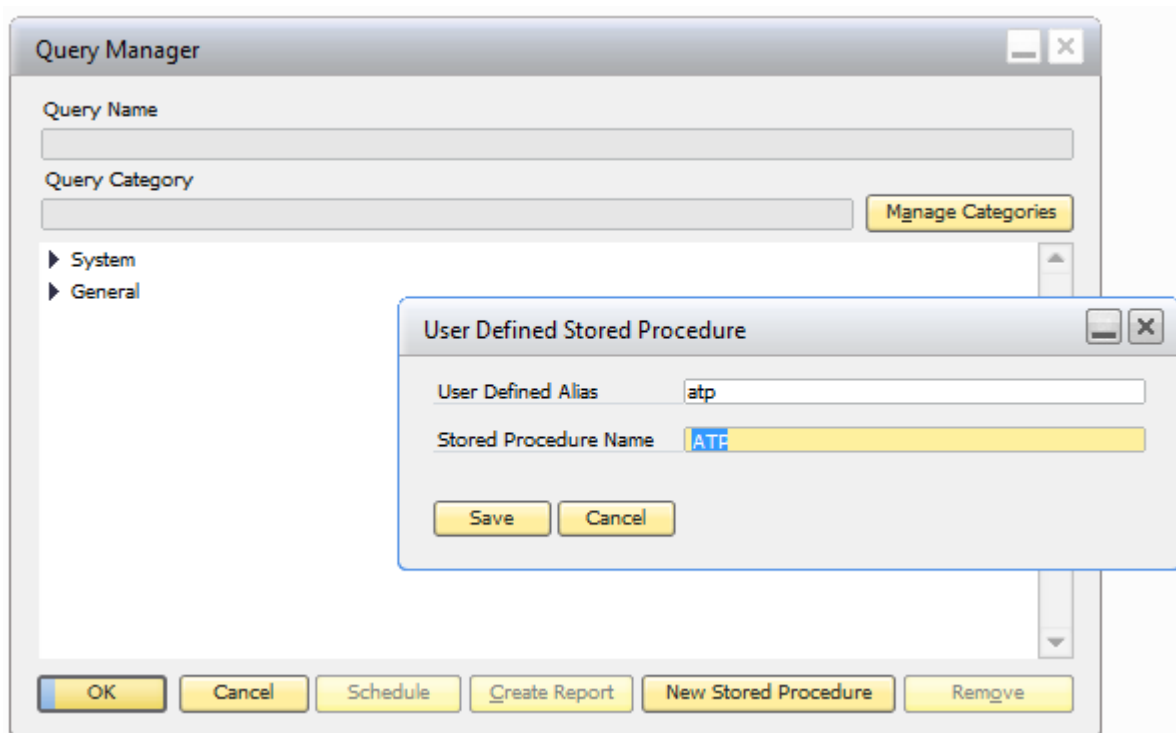 Query Manager
Query Name
Query Category
Manage Categories
System
General
User Defined Stored Procedure
User Defined Alias atp
Stored Procedure Name ATP
Save Cancel
OK Cancel Schedule Create Report New Stored Procedure Remove